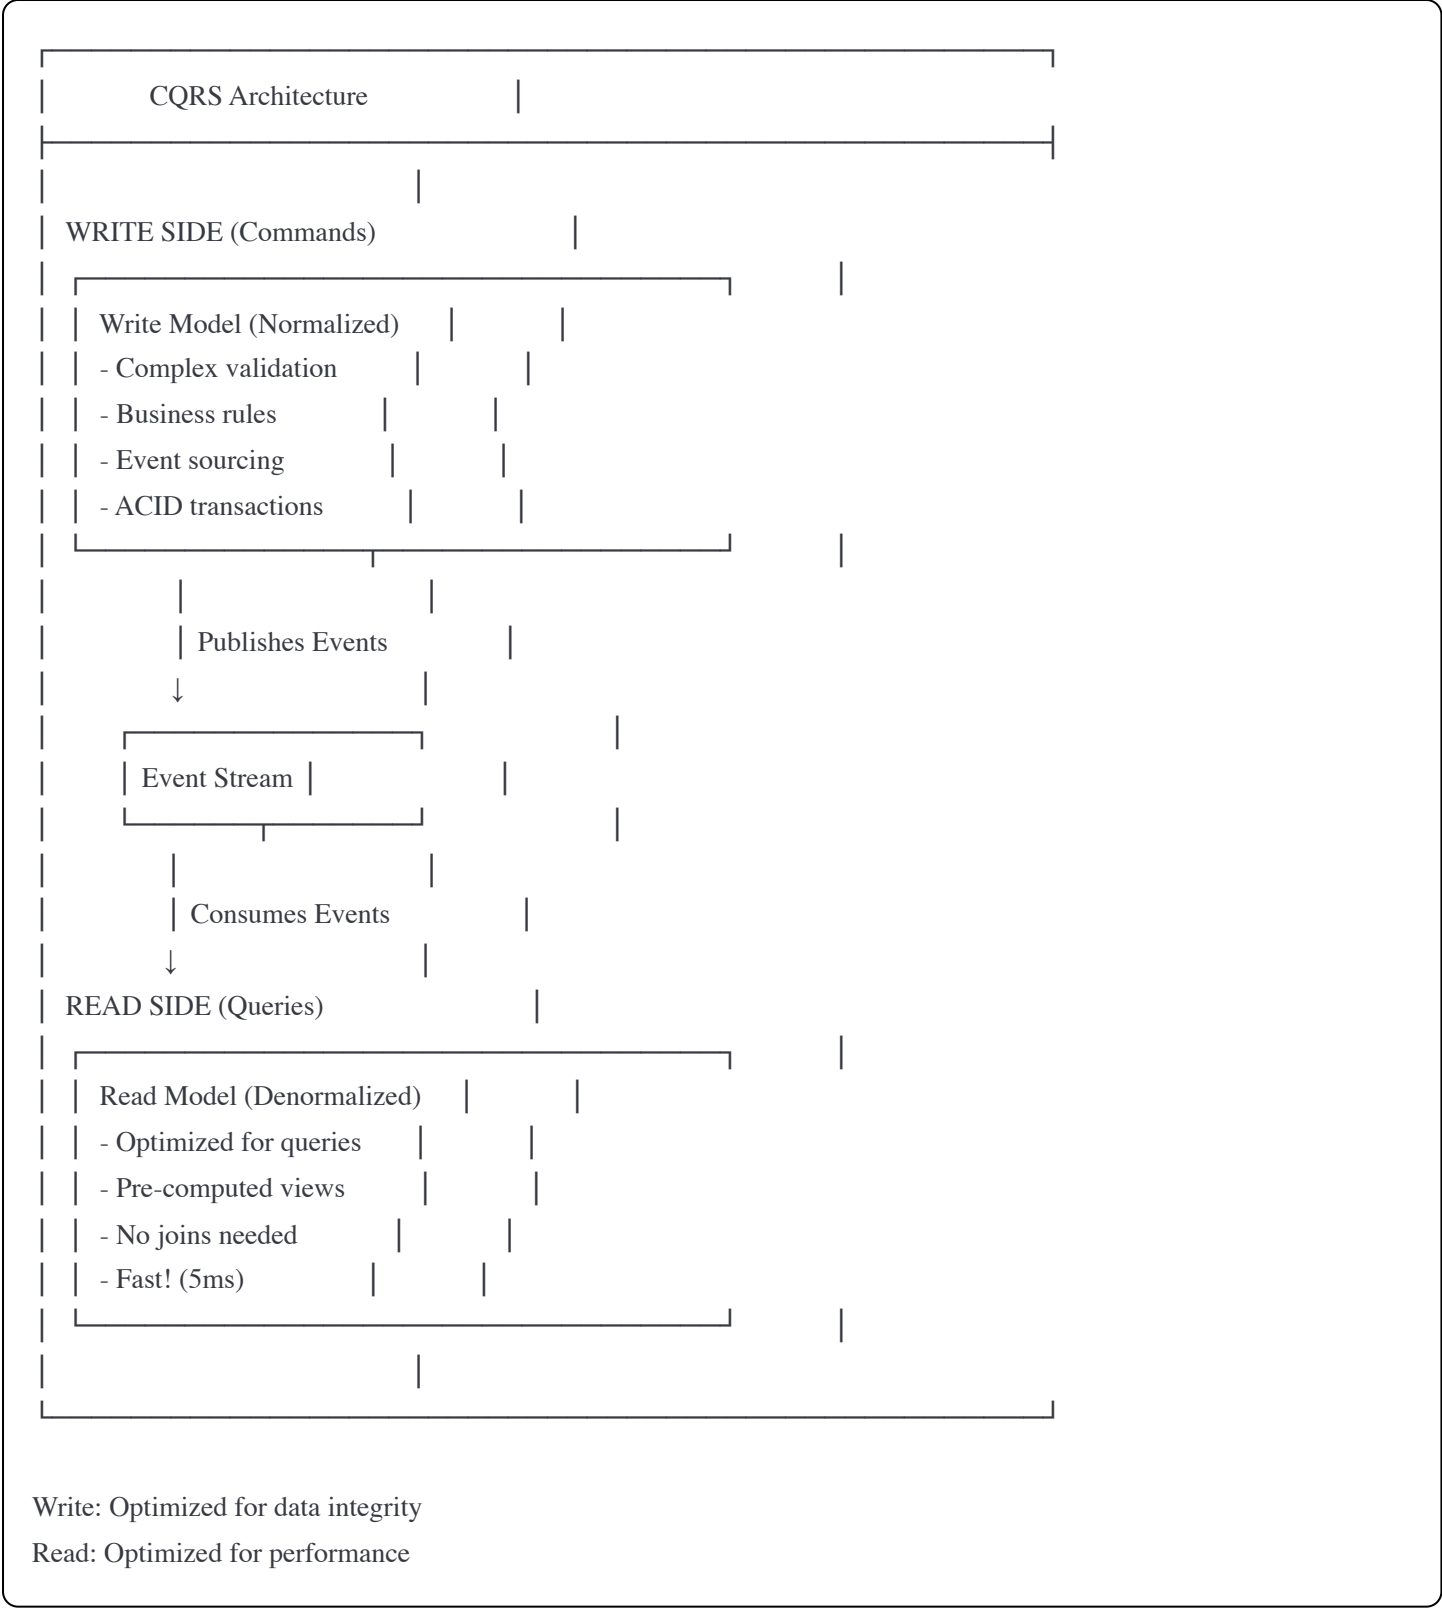 CQRS Architecture
WRITE SIDE (Commands)
Write Model (Normalized)
- Complex validation
- Business rules
- Event sourcing
- ACID transactions
Publishes Events
↓
Event Stream
Consumes Events
↓
READ SIDE (Queries)
Read Model (Denormalized)
- Optimized for queries
- Pre-computed views
- No joins needed
- Fast! (5ms)
Write: Optimized for data integrity
Read: Optimized for performance